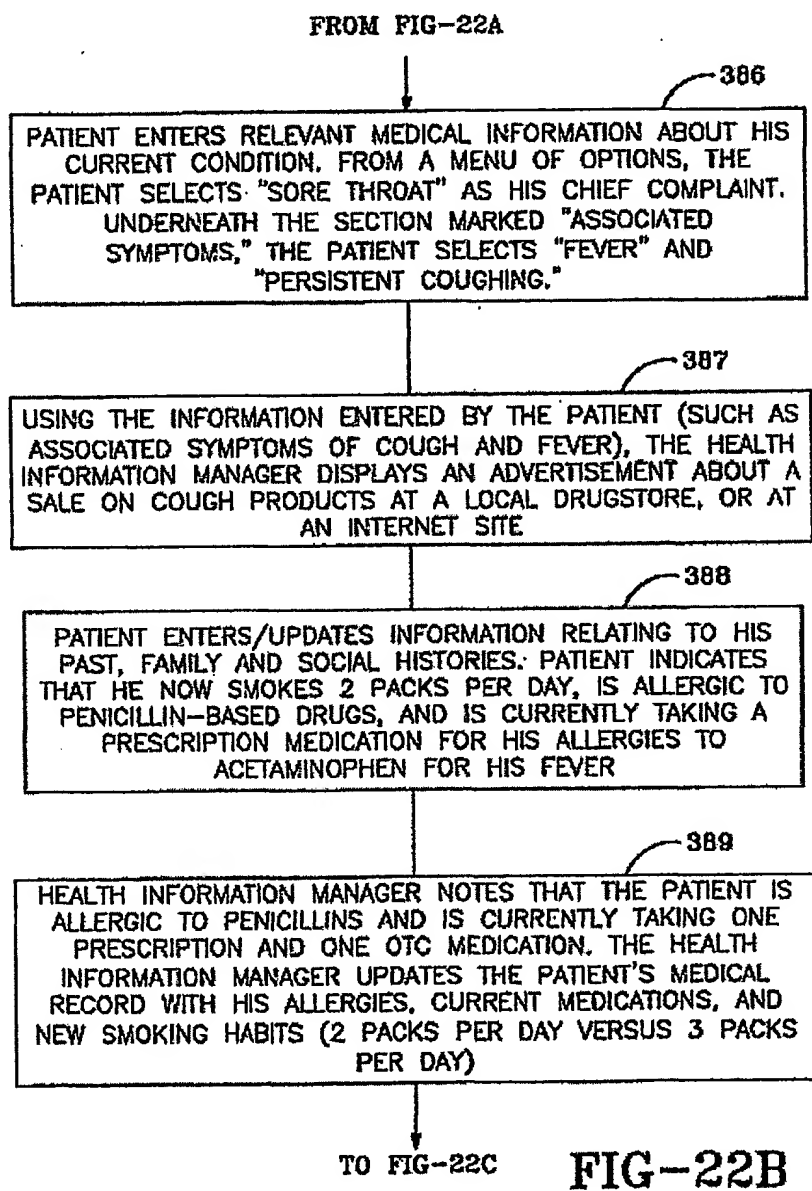 FROM FIG-22A
386
PATIENT ENTERS RELEVANT MEDICAL INFORMATION ABOUT HIS
CURRENT CONDITION. FROM A MENU OF OPTIONS, THE
PATIENT SELECTS "SORE THROAT" AS HIS CHIEF COMPLAINT.
UNDERNEATH THE SECTION MARKED "ASSOCIATED
SYMPTOMS," THE PATIENT SELECTS "FEVER" AND
"PERSISTENT COUGHING."
387
USING THE INFORMATION ENTERED BY THE PATIENT (SUCH AS
ASSOCIATED SYMPTOMS OF COUGH AND FEVER), THE HEALTH
INFORMATION MANAGER DISPLAYS AN ADVERTISEMENT ABOUT A
SALE ON COUGH PRODUCTS AT A LOCAL DRUGSTORE, OR AT
AN INTERNET SITE
388
PATIENT ENTERS/UPDATES INFORMATION RELATING TO HIS
PAST, FAMILY AND SOCIAL HISTORIES. PATIENT INDICATES
THAT HE NOW SMOKES 2 PACKS PER DAY, IS ALLERGIC TO
PENICILLIN-BASED DRUGS, AND IS CURRENTLY TAKING A
PRESCRIPTION MEDICATION FOR HIS ALLERGIES TO
ACETAMINOPHEN FOR HIS FEVER
389
HEALTH INFORMATION MANAGER NOTES THAT THE PATIENT IS
ALLERGIC TO PENICILLINS AND IS CURRENTLY TAKING ONE
PRESCRIPTION AND ONE OTC MEDICATION. THE HEALTH
INFORMATION MANAGER UPDATES THE PATIENT'S MEDICAL
RECORD WITH HIS ALLERGIES, CURRENT MEDICATIONS, AND
NEW SMOKING HABITS (2 PACKS PER DAY VERSUS 3 PACKS
PER DAY)
TO FIG-22C
FIG-22B